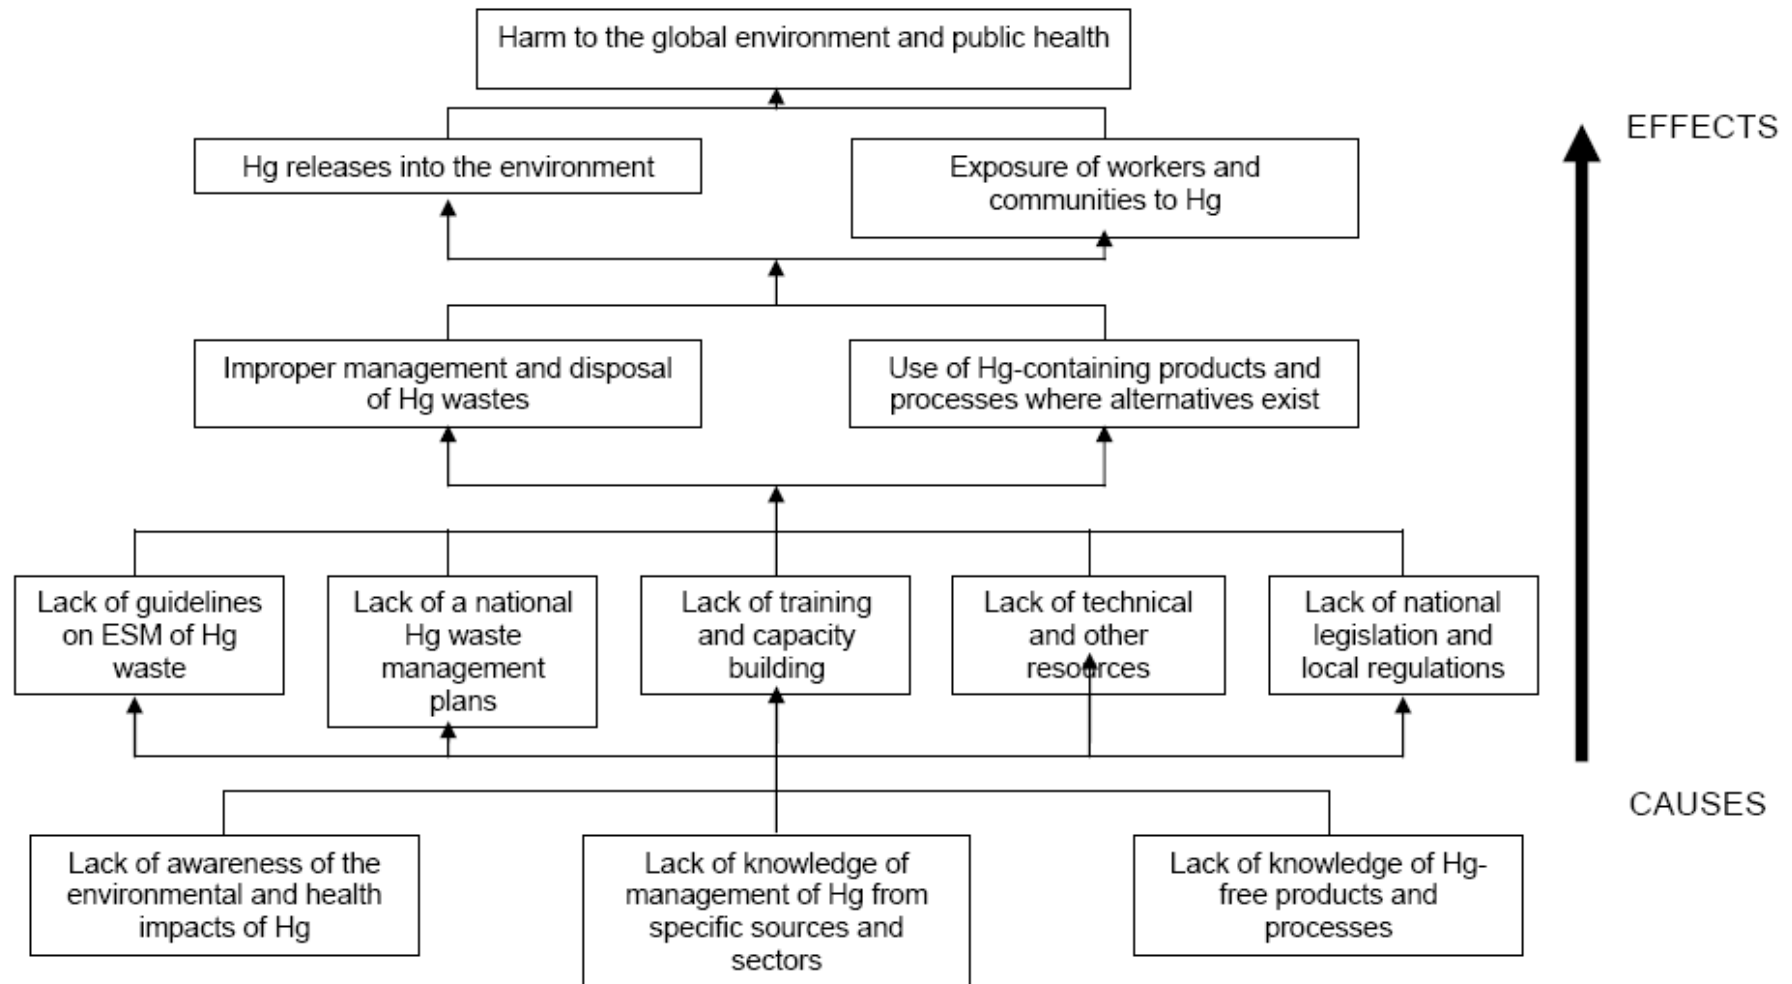 Harm to the global environment and public health
EFFECTS
Hg releases into the environment
Exposure of workers and
communities to Hg
Improper management and disposal
of Hg wastes
Use of Hg-containing products and
processes where alternatives exist
Lack of guidelines
on ESM of Hg
waste
Lack of a national
Hg waste
management
plans
Lack of training
and capacity
building
Lack of technical
and other
resources
Lack of national
legislation and
local regulations
CAUSES
Lack of awareness of the
environmental and health
impacts of Hg
Lack of knowledge of
management of Hg from
specific sources and
sectors
Lack of knowledge of Hg-
free products and
processes